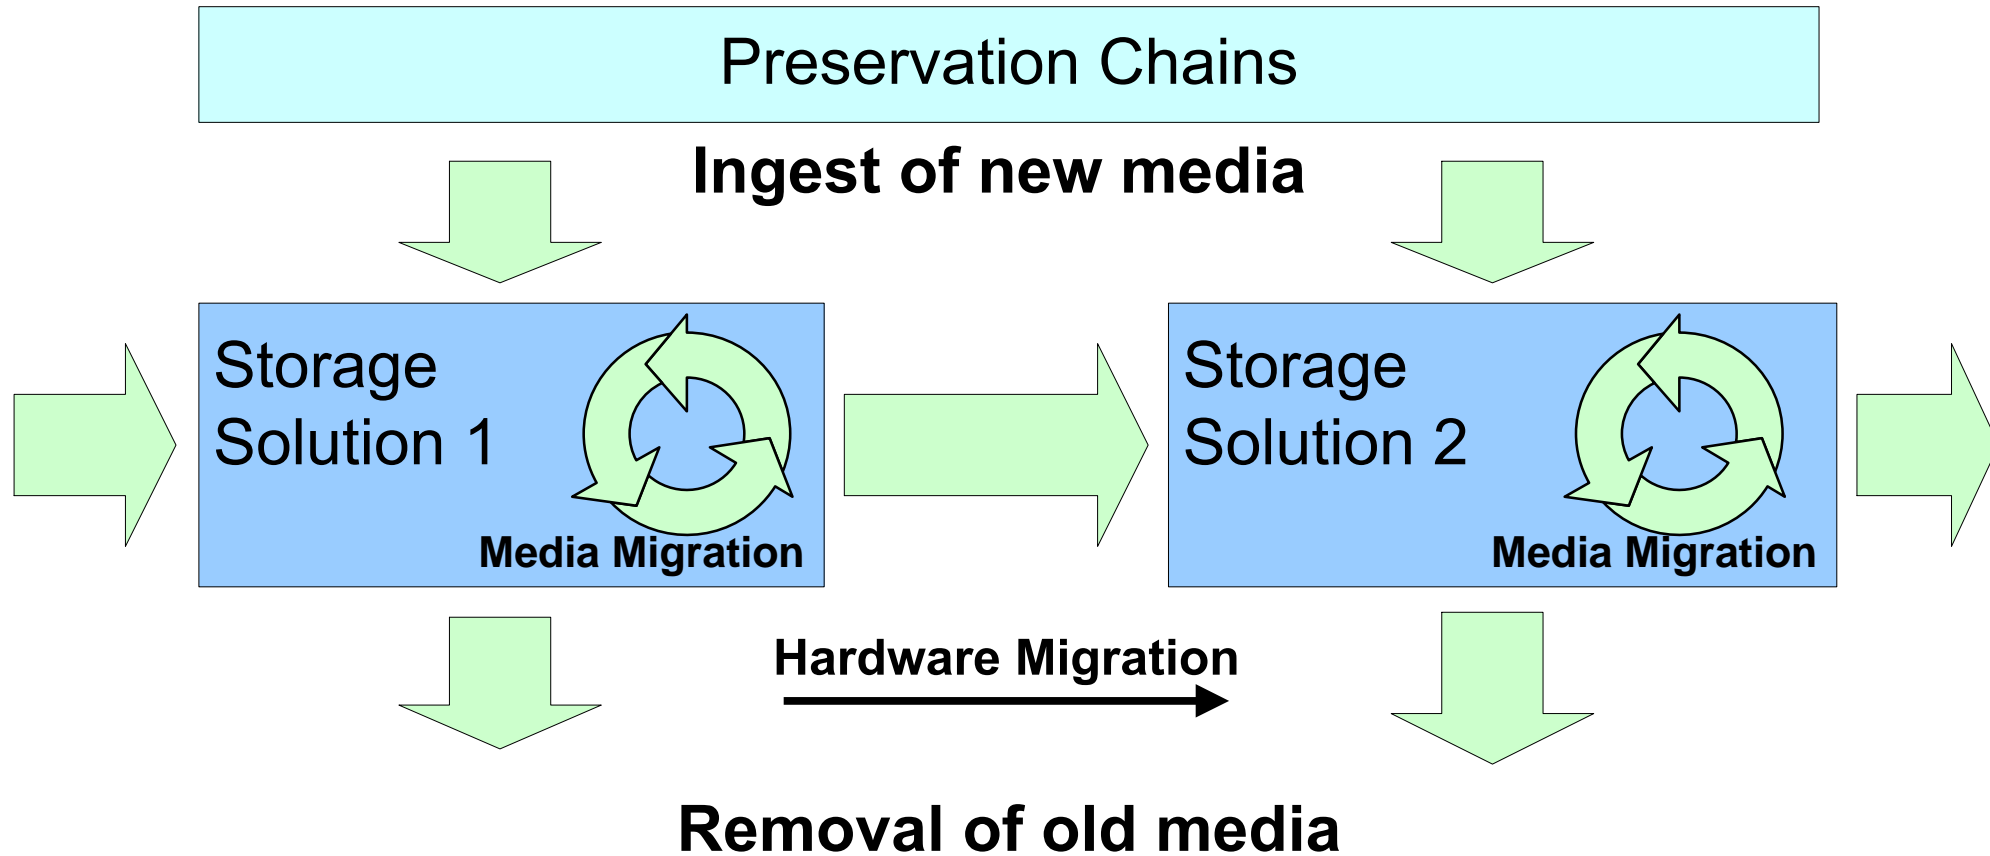 Preservation Chains
Ingest of new media
Storage
Solution 1
Media Migration
Storage
Solution 2
Media Migration
Hardware Migration
Removal of old media